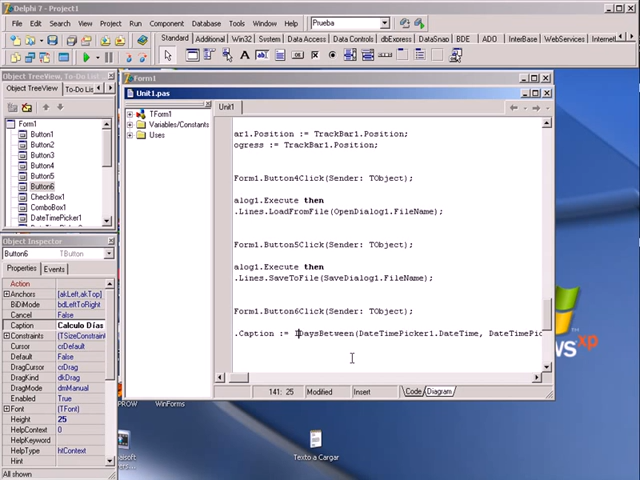 Delphi 7 - Project1
File Edit Search View Project Run Component Database Tools Window Help
Prueba
Standard Additional Win32 System Data Access Data Controls dbExpress DataSnap BDE ADO InterBase WebServices InternetE
Object TreeView, To-Do Lis
Object TreeView To-Do L
Form1
Button1
Button2
Button3
Button4
Button5
Button6
CheckBox1
ComboBox1
DateTimePicker1
Form1
Unit1.pas
Unit1
TForm1
Variables/Constants
Uses
ar1.Position := TrackBar1.Position;
ogress := TrackBar1.Position;
Form1.Button4Click(Sender: TObject);
alog1.Execute then
.Lines.LoadFromFile(OpenDialog1.FileName);
Form1.Button5Click(Sender: TObject);
alog1.Execute then
.Lines.SaveToFile(SaveDialog1.FileName);
Form1.Button6Click(Sender: TObject);
.Caption := IDaysBetween(DateTimePicker1.DateTime, DateTimePic
141: 25 Modified Insert Code Diagram
Object Inspector
Button6 TButton
Properties Events
Action
Anchors [akLeft,akTop]
BiDiMode bdLeftToRight
Cancel False
Caption Calculo Días
Constraints (TSizeConstrai
Cursor crDefault
DragCursor crDrag
DragKind dkDrag
DragMode dmManual
Enabled True
Font (TFont)
Height 25
HelpContext 0
HelpKeyword
HelpType htContext
Hint
All shown
WinForms
Texto a Cargar
xp